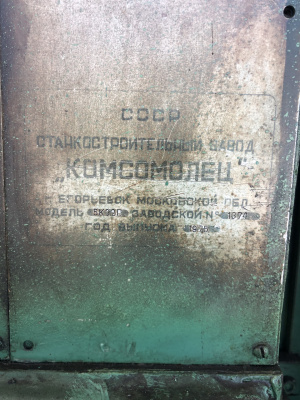 СССР
СТАНКОСТРОИТЕЛЬНЫЙ ЗАВОД
„КОМСОМОЛЕЦ"
Г. ЕГОРЬЕВСК МОСКОВСКОЙ ОБЛ.
МОДЕЛЬ ЗАВОДСКОЙ №
ГОД ВЫПУСКА